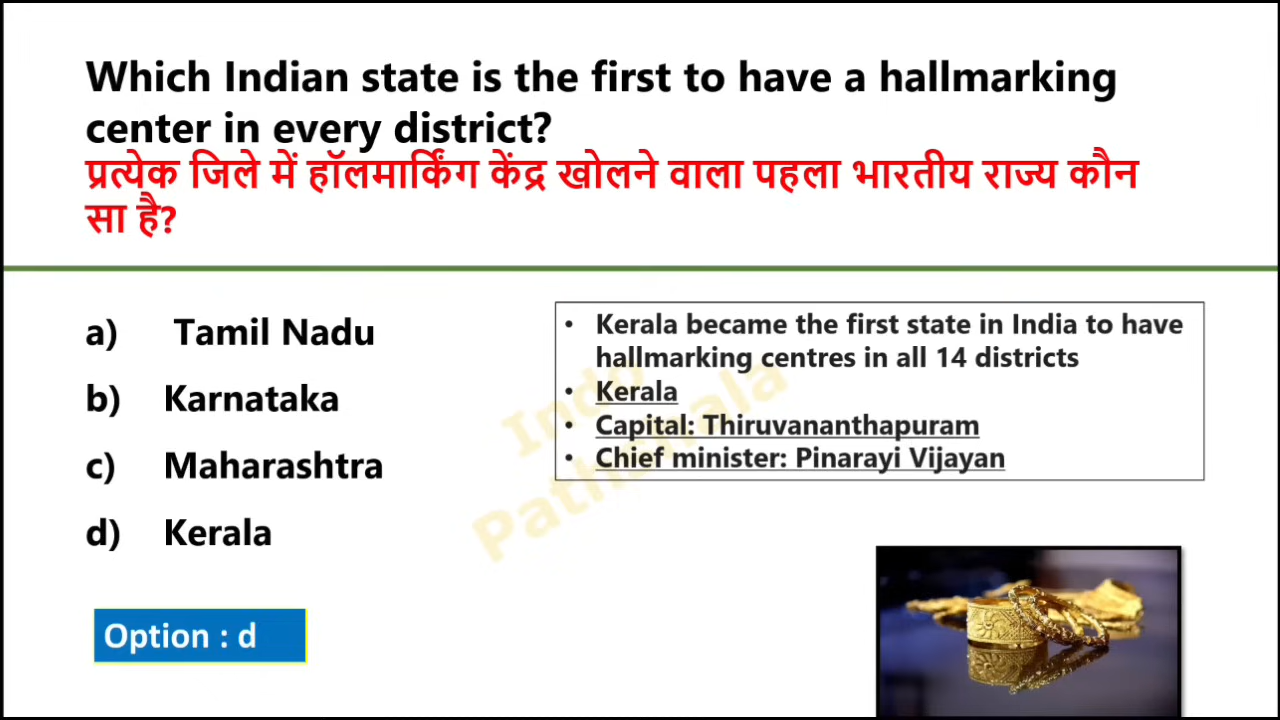 Which Indian state is the first to have a hallmarking
center in every district?
प्रत्येक जिले में हॉलमार्किंग केंद्र खोलने वाला पहला भारतीय राज्य कौन
सा है?
a) Tamil Nadu
b) Karnataka
c) Maharashtra
d) Kerala
Option : d
• Kerala became the first state in India to have
hallmarking centres in all 14 districts
• Kerala
• Capital: Thiruvananthapuram
• Chief minister: Pinarayi Vijayan
Indo
Pathshala